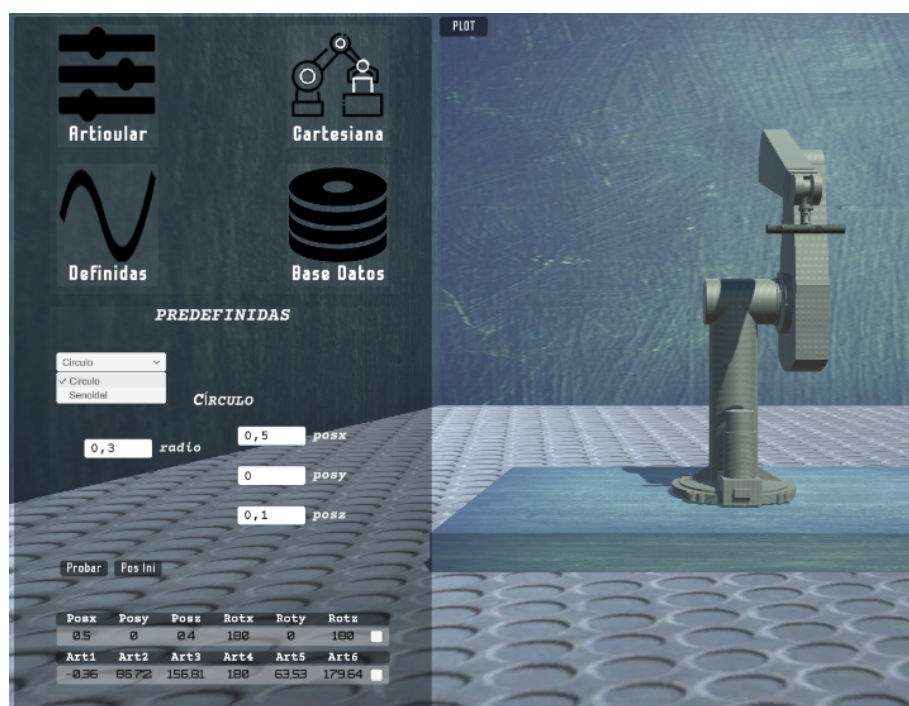 PLOT
Articular Cartesiana
Definidas Base Datos
PREDEFINIDAS
Circulo
✓ Circulo
Senoidal
CÍRCULO
0,3 radio
0,5 posx
0 posy
0,1 posz
Probar Pos Ini
Posx Posy Posz Rotx Roty Rotz
0.5 0 0.4 180 0 180
Art1 Art2 Art3 Art4 Art5 Art6
-0.36 86.72 156.81 180 63.53 179.64